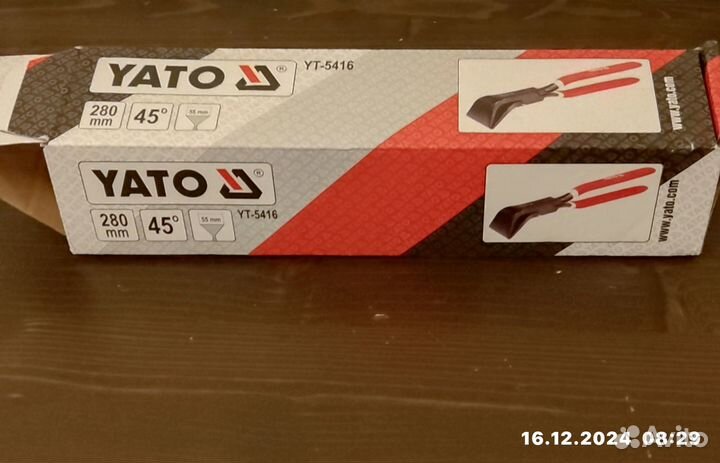 YATO ® YT-5416
280 mm 45° 55 mm
www.yato.com
YATO
280 mm 45° 55 mm YT-5416
www.yato.com
16.12.2024 08:29
Avito